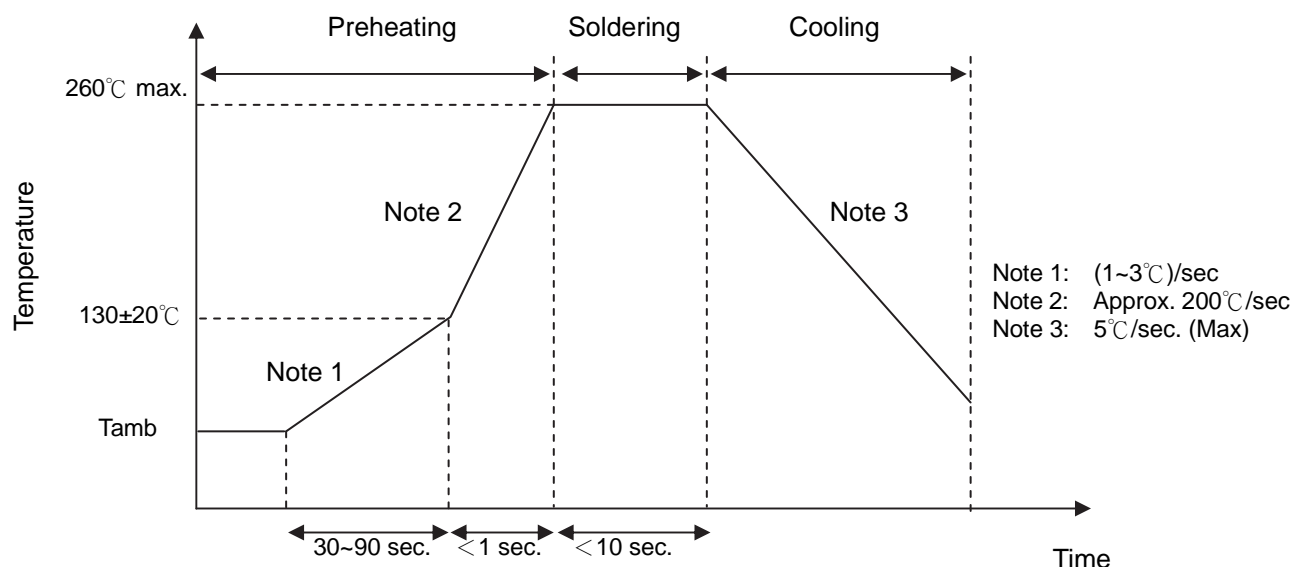 Preheating Soldering Cooling
260℃ max.
Temperature
Note 2
Note 3
130±20℃
Note 1
Tamb
Note 1: (1~3℃)/sec
Note 2: Approx. 200℃/sec
Note 3: 5℃/sec. (Max)
30~90 sec. <1 sec. <10 sec.
Time